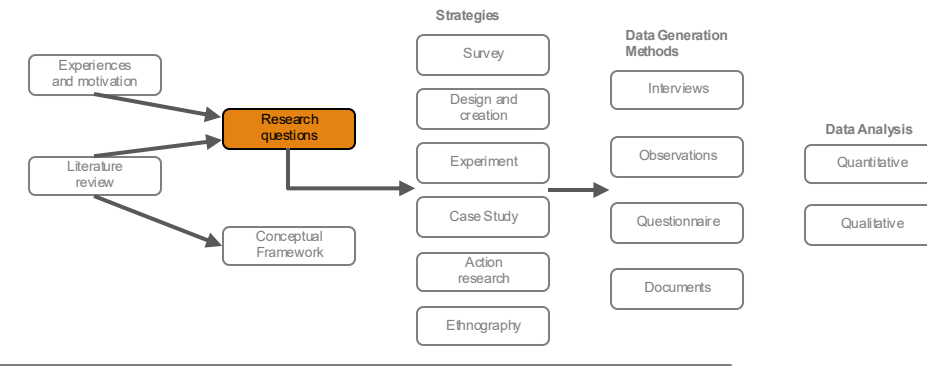 Strategies
Data Generation
Methods
Experiences
and motivation
Literature
review
Research
questions
Conceptual
Framework
Survey
Design and
creation
Experiment
Case Study
Action
research
Ethnography
Interviews
Observations
Questionnaire
Documents
Data Analysis
Quantitative
Qualitative